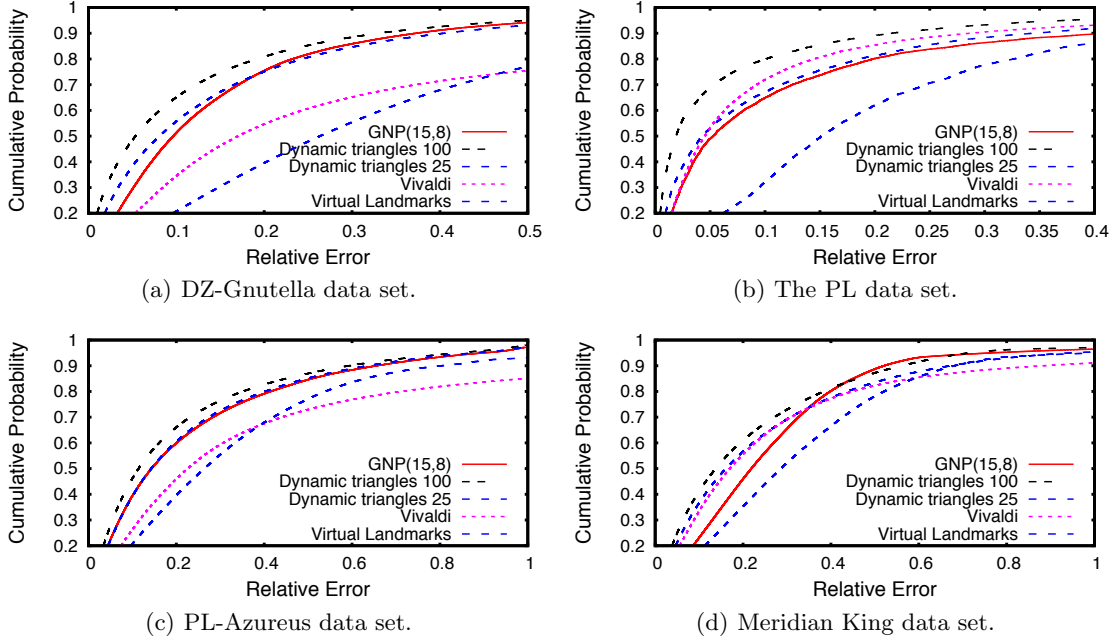 Cumulative Probability
1
0.9
0.8
0.7
0.6
0.5
0.4
0.3
0.2
GNP(15,8)
Dynamic triangles 100
Dynamic triangles 25
Vivaldi
Virtual Landmarks
0 0.1 0.2 0.3 0.4 0.5
Relative Error
(a) DZ-Gnutella data set.
Cumulative Probability
1
0.9
0.8
0.7
0.6
0.5
0.4
0.3
0.2
GNP(15,8)
Dynamic triangles 100
Dynamic triangles 25
Vivaldi
Virtual Landmarks
0 0.05 0.1 0.15 0.2 0.25 0.3 0.35 0.4
Relative Error
(b) The PL data set.
Cumulative Probability
1
0.9
0.8
0.7
0.6
0.5
0.4
0.3
0.2
GNP(15,8)
Dynamic triangles 100
Dynamic triangles 25
Vivaldi
Virtual Landmarks
0 0.2 0.4 0.6 0.8 1
Relative Error
(c) PL-Azureus data set.
Cumulative Probability
1
0.9
0.8
0.7
0.6
0.5
0.4
0.3
0.2
GNP(15,8)
Dynamic triangles 100
Dynamic triangles 25
Vivaldi
Virtual Landmarks
0 0.2 0.4 0.6 0.8 1
Relative Error
(d) Meridian King data set.